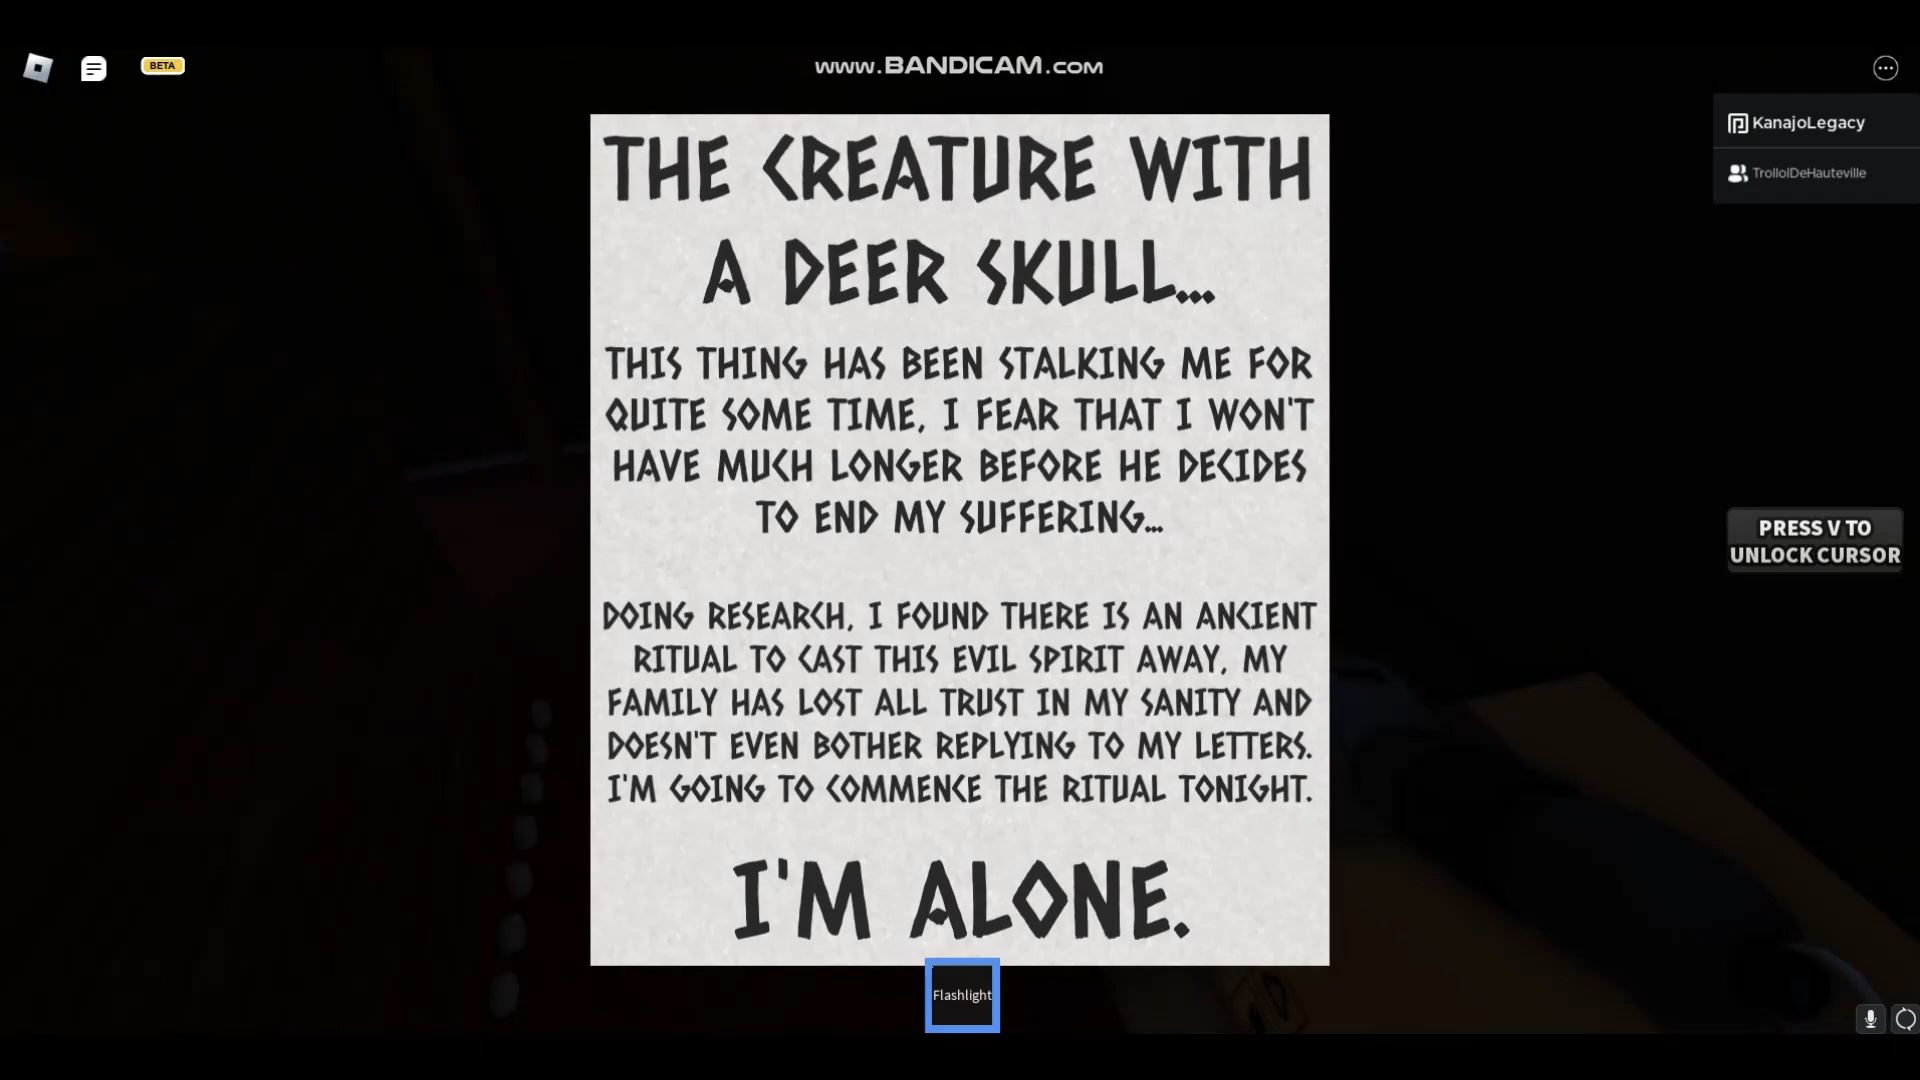 www.BANDICAM.com
BETA
KanajoLegacy
TrollolDeHauteville
THE CREATURE WITH
A DEER SKULL...
THIS THING HAS BEEN STALKING ME FOR
QUITE SOME TIME, I FEAR THAT I WON'T
HAVE MUCH LONGER BEFORE HE DECIDES
TO END MY SUFFERING...
DOING RESEARCH, I FOUND THERE IS AN ANCIENT
RITUAL TO CAST THIS EVIL SPIRIT AWAY, MY
FAMILY HAS LOST ALL TRUST IN MY SANITY AND
DOESN'T EVEN BOTHER REPLYING TO MY LETTERS.
I'M GOING TO COMMENCE THE RITUAL TONIGHT.
I'M ALONE.
PRESS V TO
UNLOCK CURSOR
Flashlight